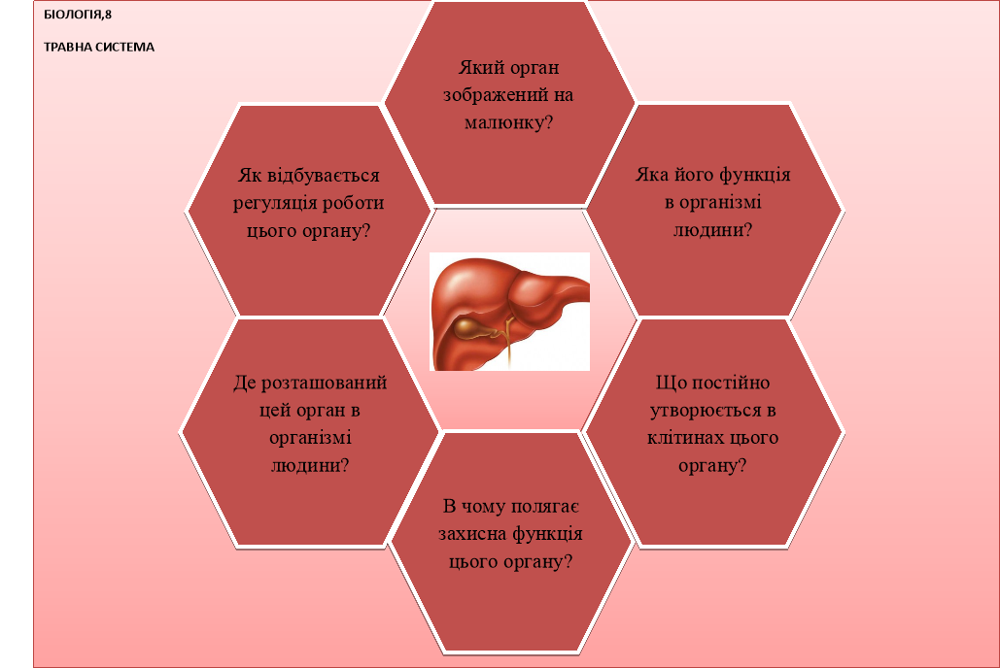 БІОЛОГІЯ,8
ТРАВНА СИСТЕМА
Який орган
зображений на
малюнку?
Яка його функція
в організмі
людини?
Що постійно
утворюється в
клітинах цього
органу?
В чому полягає
захисна функція
цього органу?
Де розташований
цей орган в
організмі
людини?
Як відбувається
регуляція роботи
цього органу?